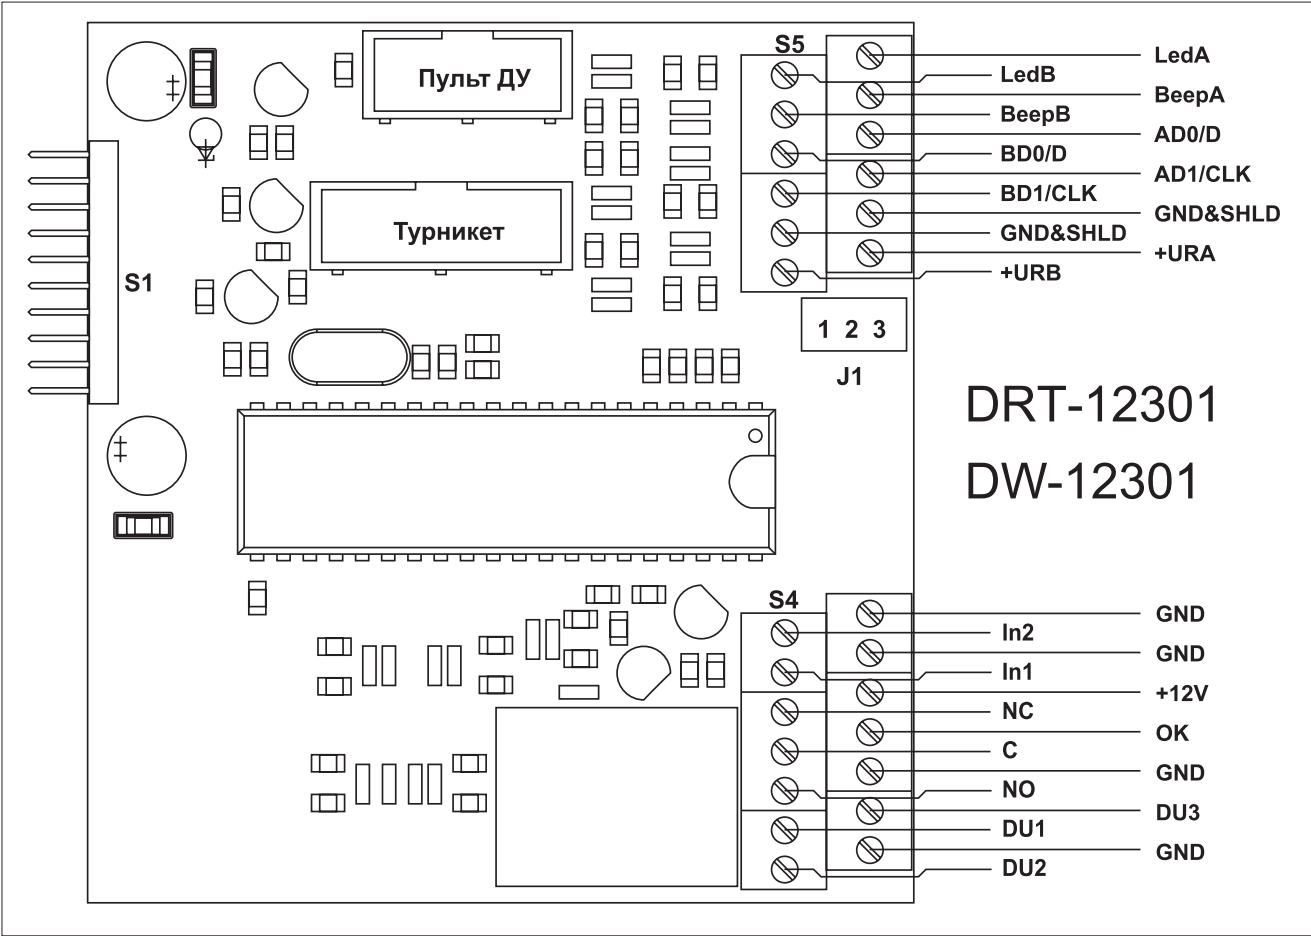 S5
LedA
Пульт ДУ
LedB
BeepA
BeepB
AD0/D
BD0/D
AD1/CLK
BD1/CLK
GND&SHLD
Турникет
GND&SHLD
+URA
+URB
S1
1 2 3
J1
DRT-12301
DW-12301
S4
GND
In2
GND
In1
+12V
NC
OK
C
GND
NO
DU3
DU1
GND
DU2